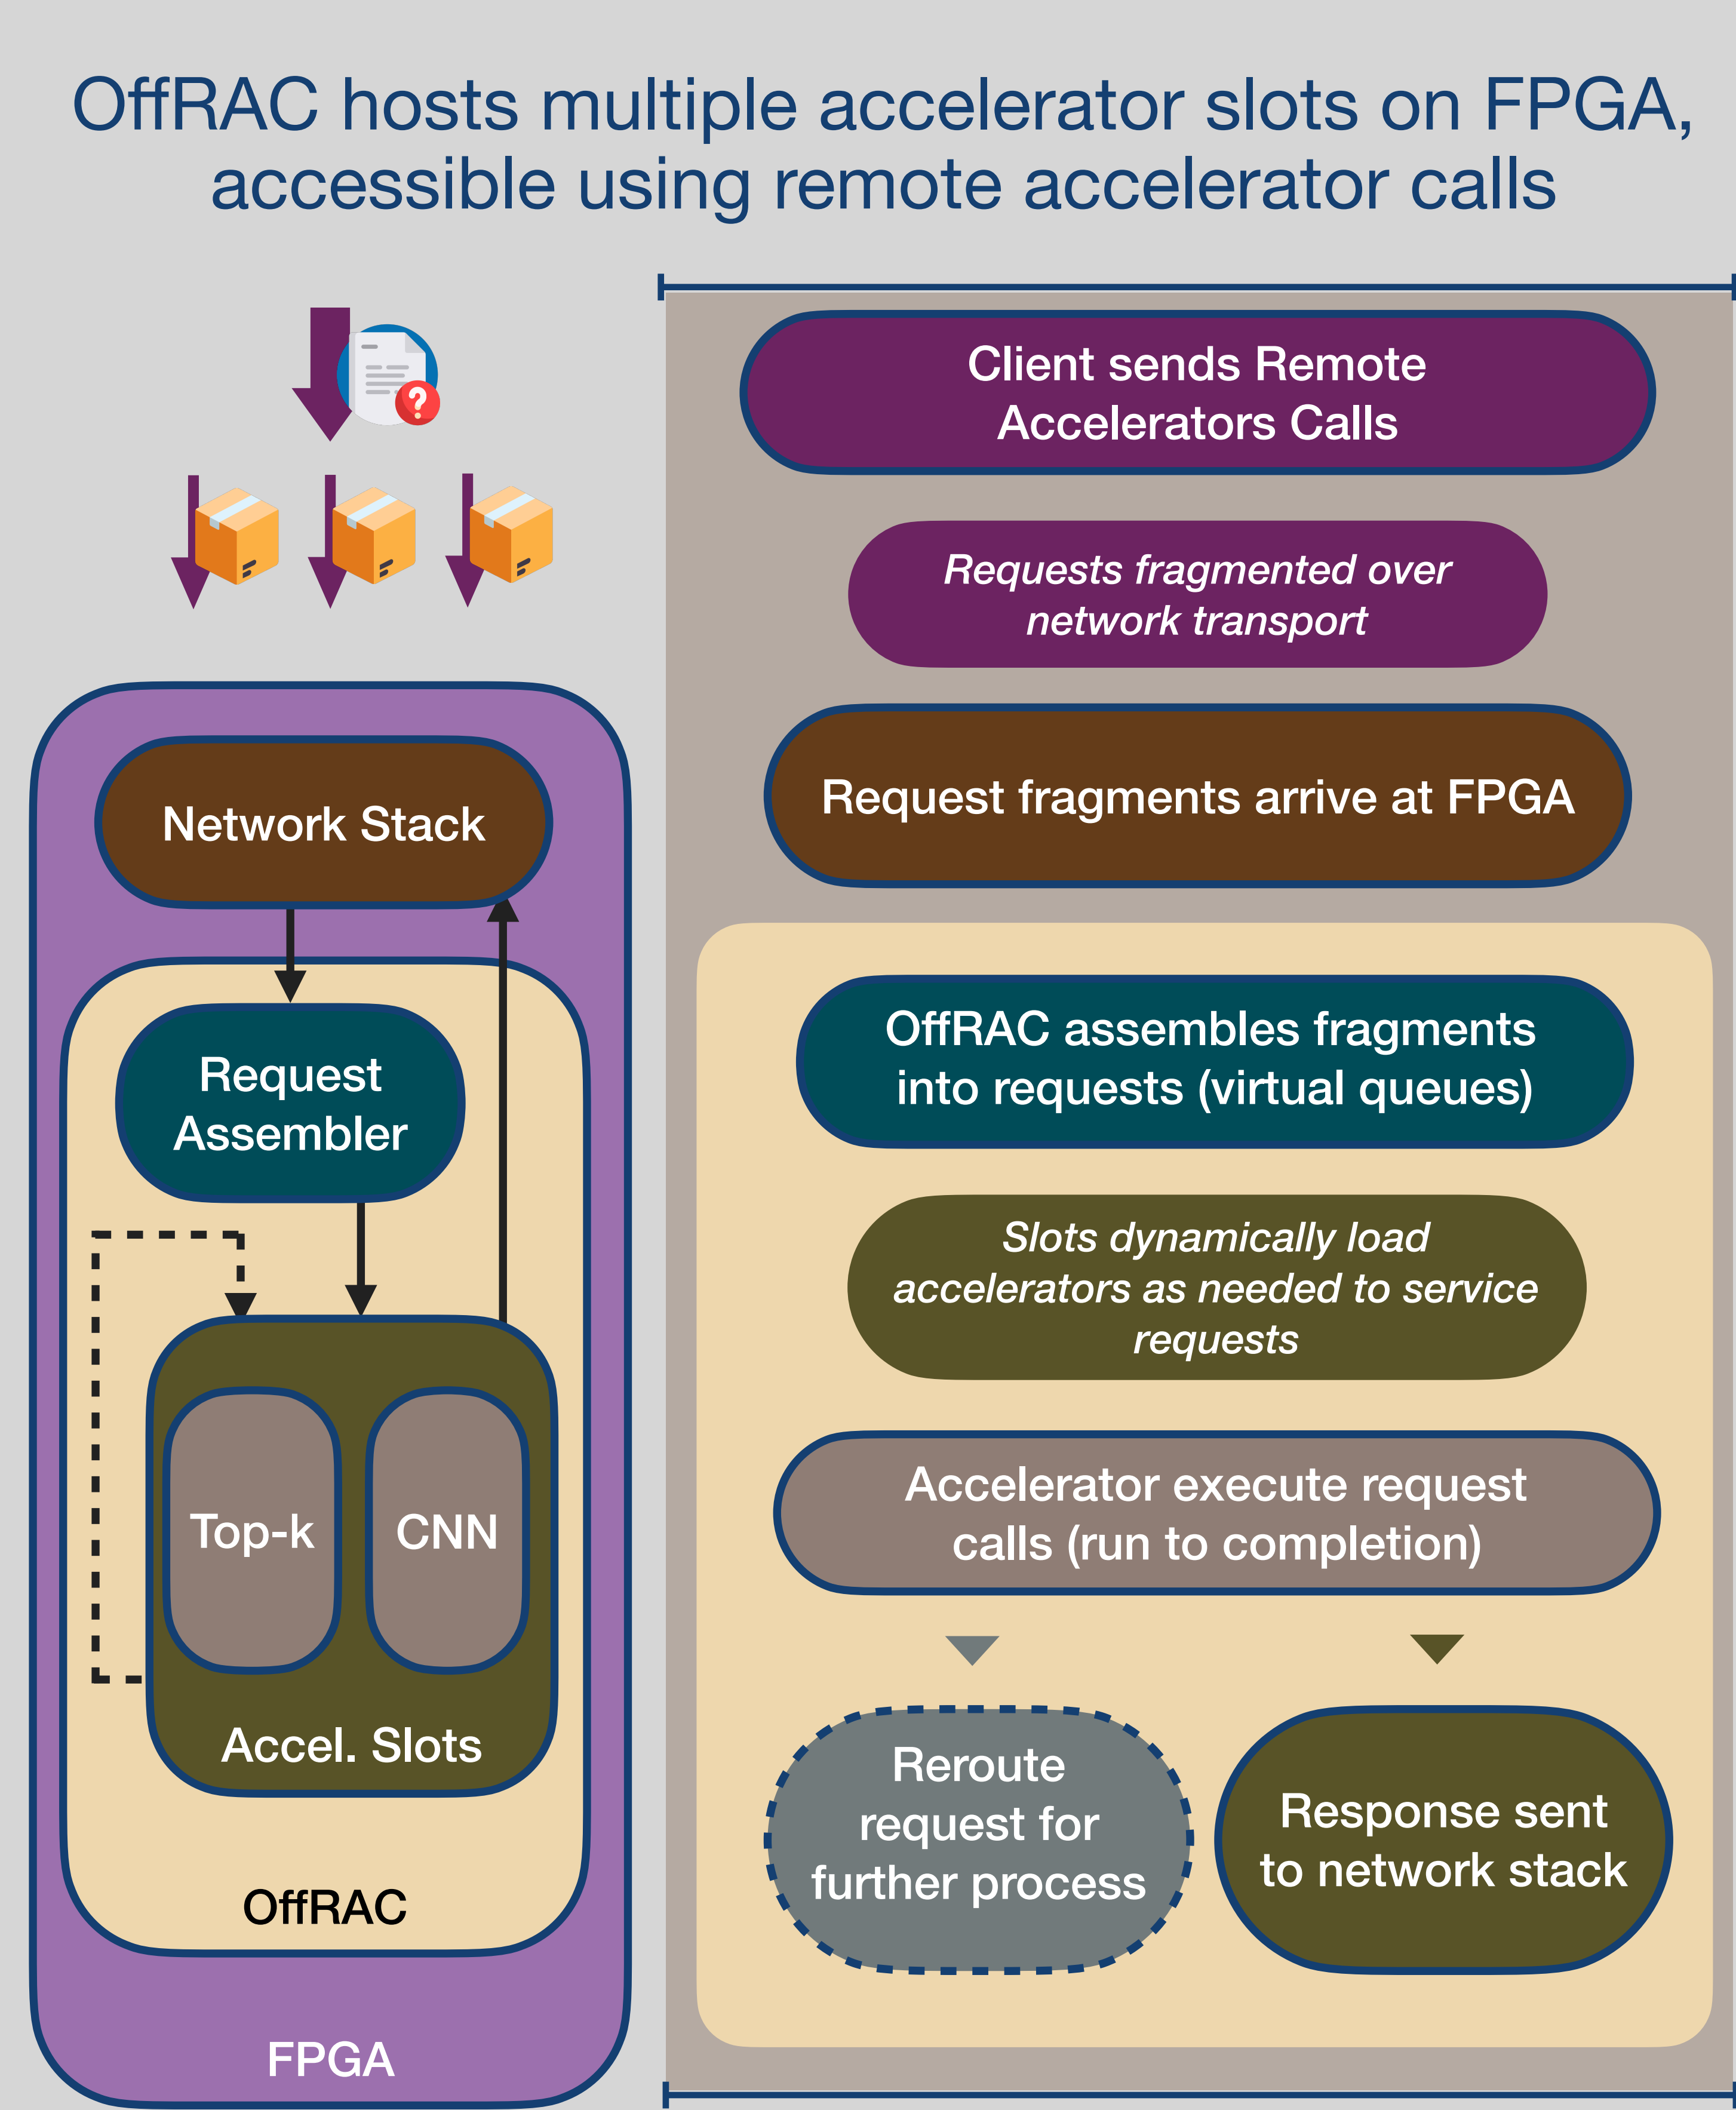 OffRAC hosts multiple accelerator slots on FPGA,
accessible using remote accelerator calls
Client sends Remote
Accelerators Calls
Requests fragmented over
network transport
Request fragments arrive at FPGA
OffRAC assembles fragments
into requests (virtual queues)
Slots dynamically load
accelerators as needed to service
requests
Accelerator execute request
calls (run to completion)
Reroute
request for
further process
Response sent
to network stack
?
Network Stack
Request
Assembler
Top-k
CNN
Accel. Slots
OffRAC
FPGA